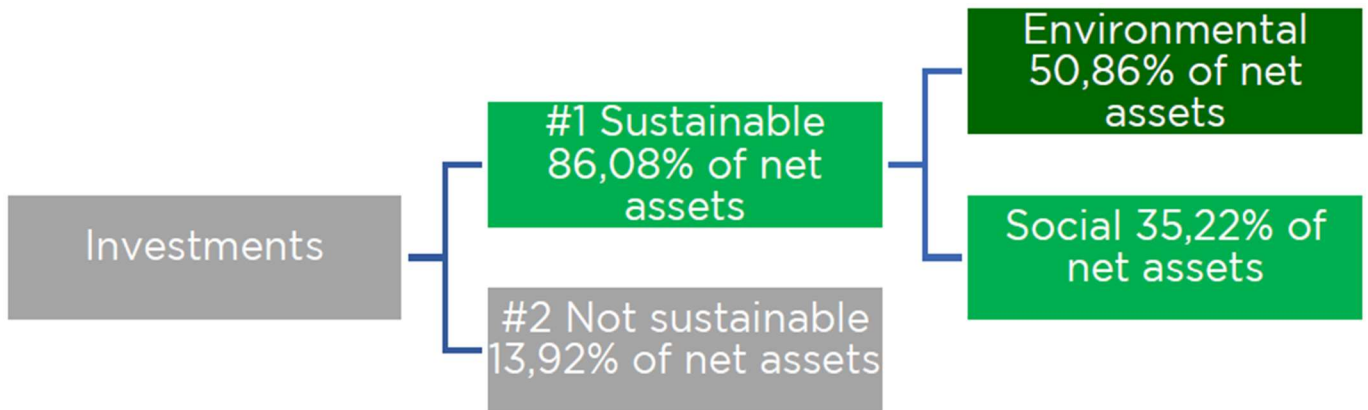 Investments
#1 Sustainable
86,08% of net
assets
#2 Not sustainable
13,92% of net assets
Environmental
50,86% of net
assets
Social 35,22% of
net assets